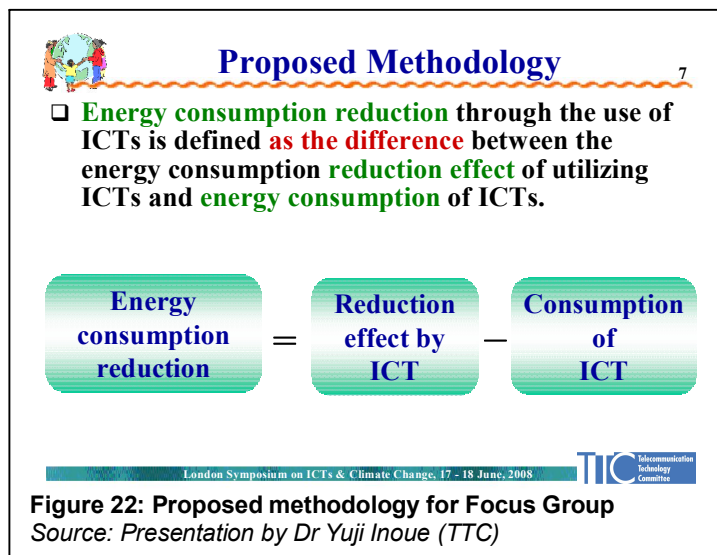 Proposed Methodology
7
❑ Energy consumption reduction through the use of
ICTs is defined as the difference between the
energy consumption reduction effect of utilizing
ICTs and energy consumption of ICTs.
Energy
consumption
reduction
=
Reduction
effect by
ICT
−
Consumption
of
ICT
London Symposium on ICTs & Climate Change, 17 - 18 June, 2008
TTC Telecommunication
Technology
Committee
Figure 22: Proposed methodology for Focus Group
Source: Presentation by Dr Yuji Inoue (TTC)